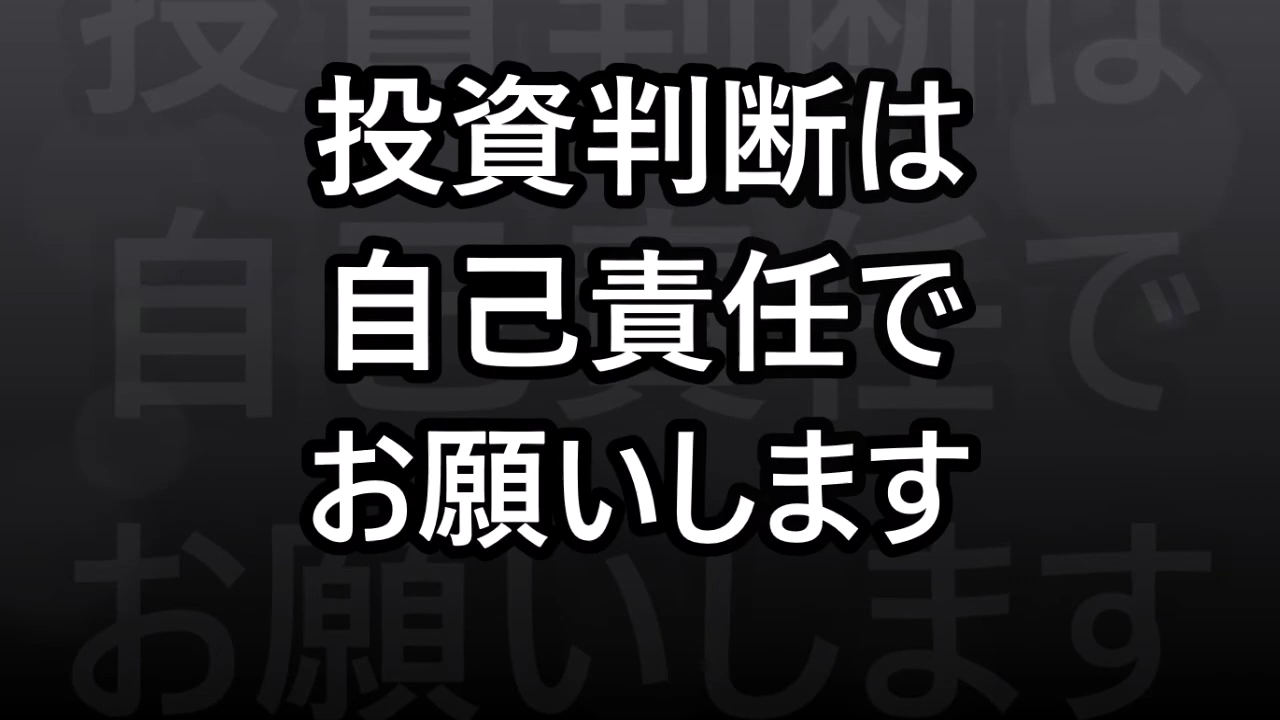 投資判断は
自己責任で
お願いします